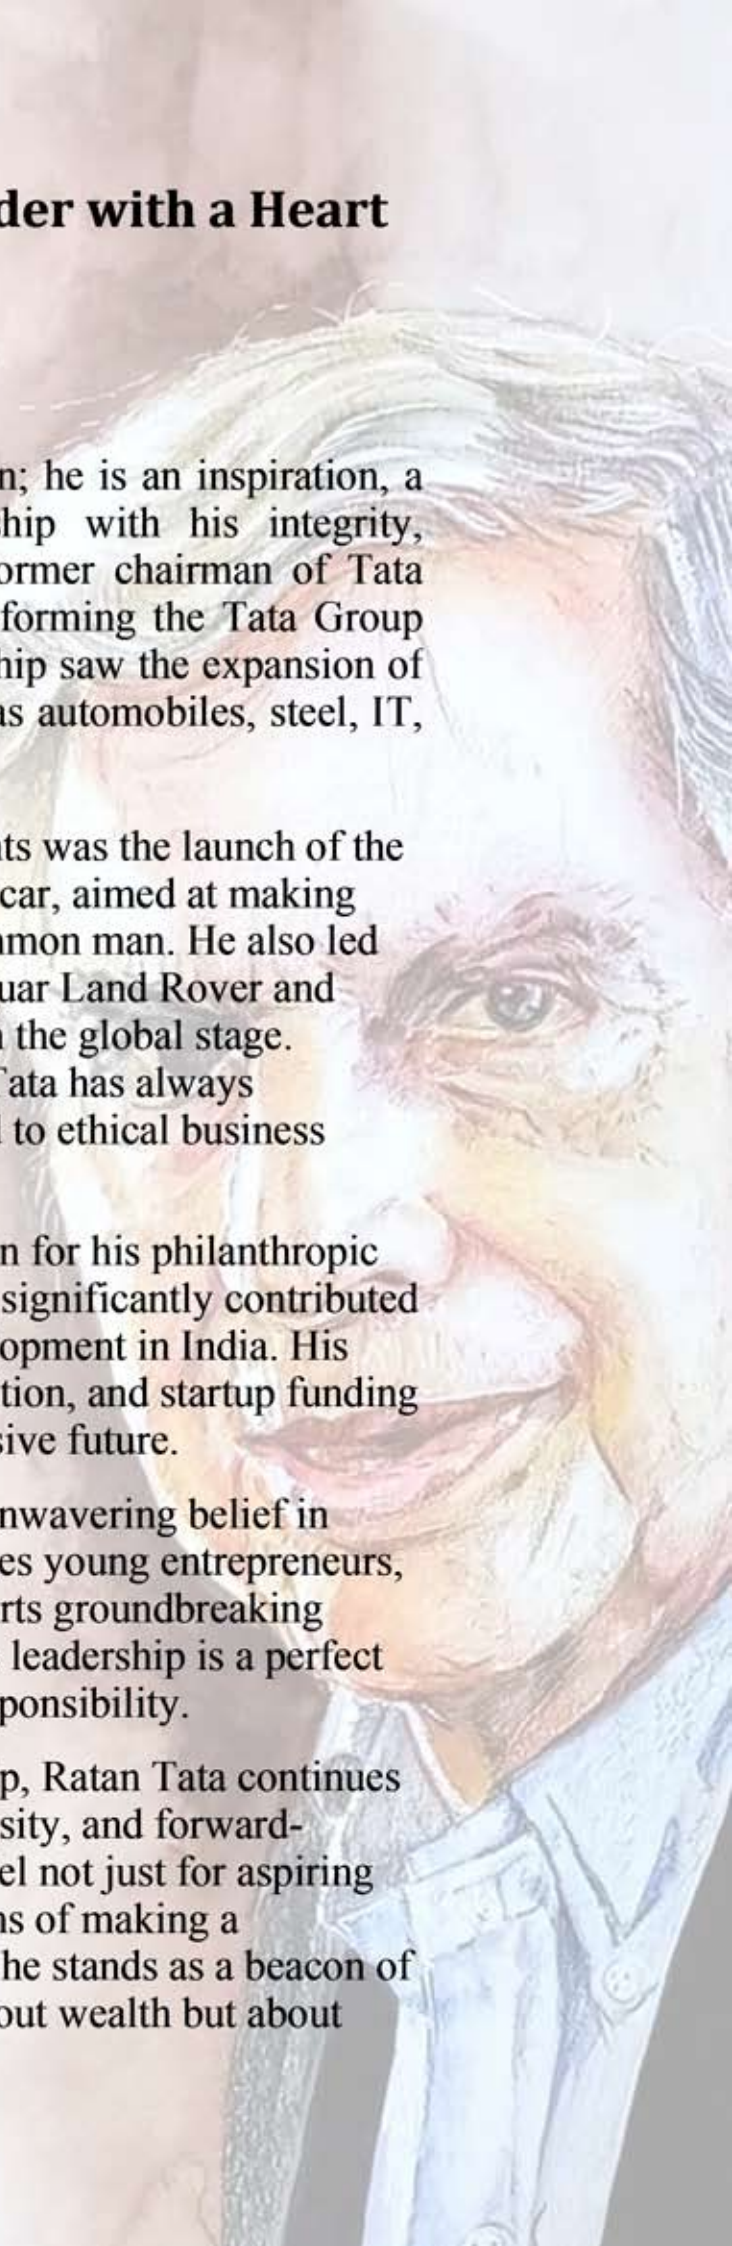 der with a Heart
n; he is an inspiration, a
hip with his integrity,
ormer chairman of Tata
forming the Tata Group
hip saw the expansion of
as automobiles, steel, IT,
ts was the launch of the
car, aimed at making
mmon man. He also led
uar Land Rover and
n the global stage.
Tata has always
d to ethical business
n for his philanthropic
significantly contributed
opment in India. His
tion, and startup funding
sive future.
nwavering belief in
es young entrepreneurs,
rts groundbreaking
leadership is a perfect
ponsibility.
p, Ratan Tata continues
sity, and forward-
el not just for aspiring
ns of making a
he stands as a beacon of
out wealth but about